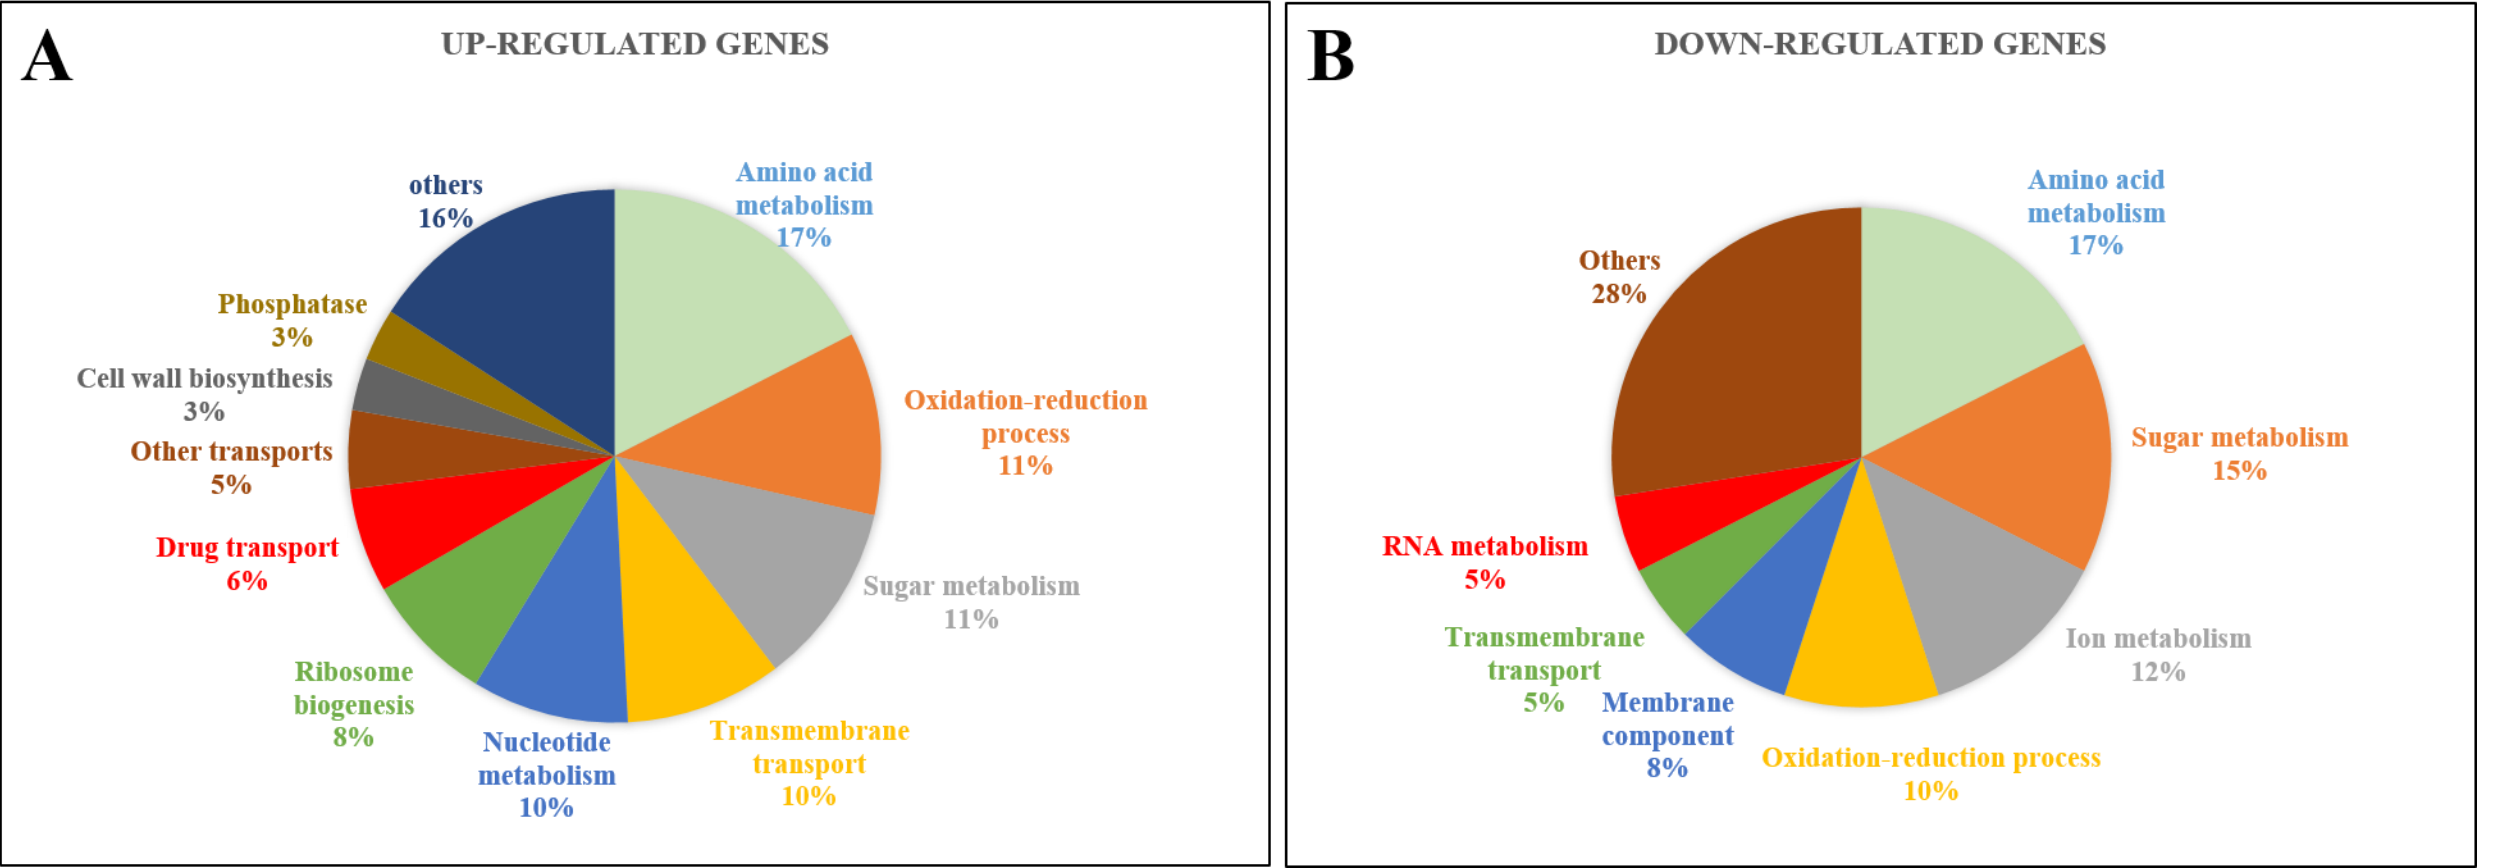 A
UP-REGULATED GENES
Amino acid
metabolism
17%
Oxidation-reduction
process
11%
Sugar metabolism
11%
Transmembrane
transport
10%
Nucleotide
metabolism
10%
Ribosome
biogenesis
8%
Drug transport
6%
Other transports
5%
Cell wall biosynthesis
3%
Phosphatase
3%
others
16%
B
DOWN-REGULATED GENES
Amino acid
metabolism
17%
Sugar metabolism
15%
Ion metabolism
12%
Oxidation-reduction process
10%
Membrane
component
8%
Transmembrane
transport
5%
RNA metabolism
5%
Others
28%